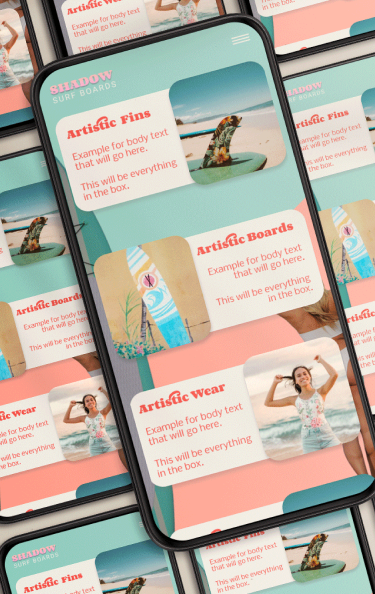 SHADOW
SURF BOARDS
Artistic Fins
Example for body text
that will go here.
This will be everything
in the box.
Artistic Boards
Example for body text
that will go here.
This will be everything
in the box.
Artistic Wear
Example for body text
that will go here.
This will be everything
in the box.